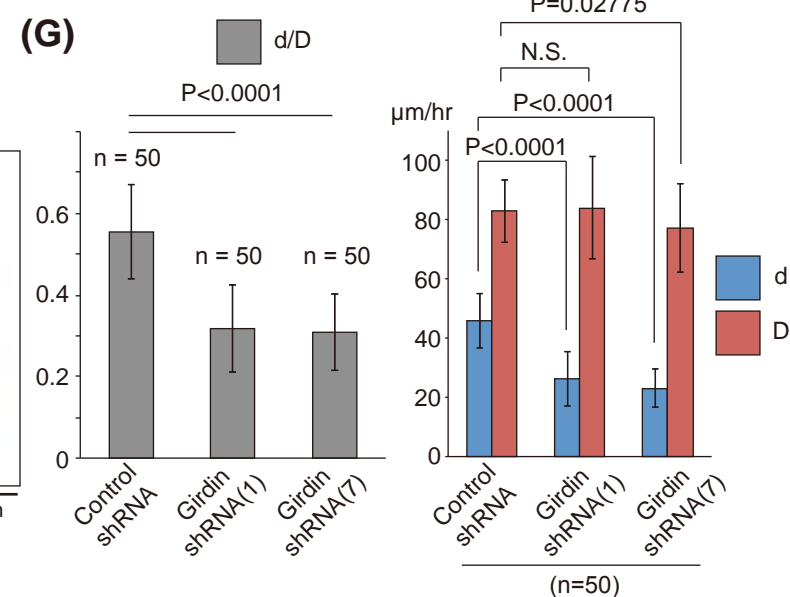 (G)
d/D
P<0.0001
n = 50
n = 50
n = 50
0.6
0.4
0.2
0
Control
shRNA
Girdin
shRNA(1)
Girdin
shRNA(7)
P=0.02775
N.S.
P<0.0001
P<0.0001
µm/hr
100
80
60
40
20
0
d
D
Control
shRNA
Girdin
shRNA(1)
Girdin
shRNA(7)
(n=50)